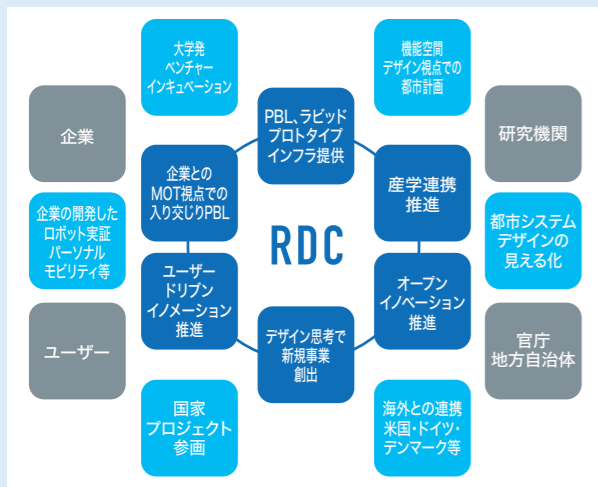 大学発
ベンチャー
インキュベーション
機能空間
デザイン視点での
都市計画
企業
PBL、ラピッド
プロトタイプ
インフラ提供
研究機関
企業との
MOT視点での
入り交じりPBL
産学連携
推進
企業の開発した
ロボット実証
パーソナル
モビリティ等
RDC
都市システム
デザインの
見える化
ユーザー
ドリブン
イノメーション
推進
オープン
イノベーション
推進
ユーザー
デザイン思考で
新規事業
創出
官庁
地方自治体
国家
プロジェクト
参画
海外との連携
米国・ドイツ・
デンマーク等